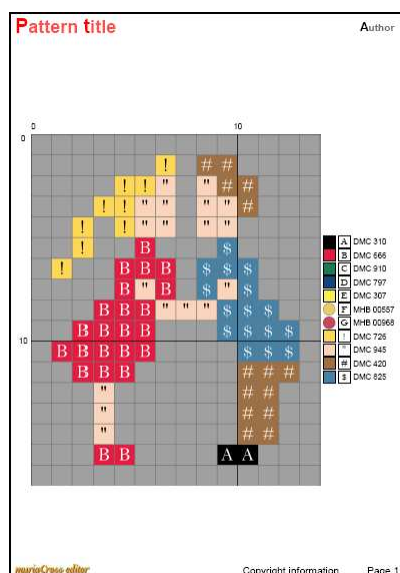 Pattern title
Author
0 10
0
! # #
! ! " " # #
! ! " " " " #
! ! " " " "
! B $
! B B B $ $ $
B " B $ " $
B B B " " " $ $ $
B B B B $ $ $ $
10
B B B B B $ $ $
B B B # # #
" # #
" # #
" # #
B B A A
A DMC 310
B DMC 666
C DMC 910
D DMC 797
E DMC 307
F MHB 00557
G MHB 00968
! DMC 726
" DMC 945
# DMC 420
$ DMC 825
muriaCross editor
Copyright information
Page 1